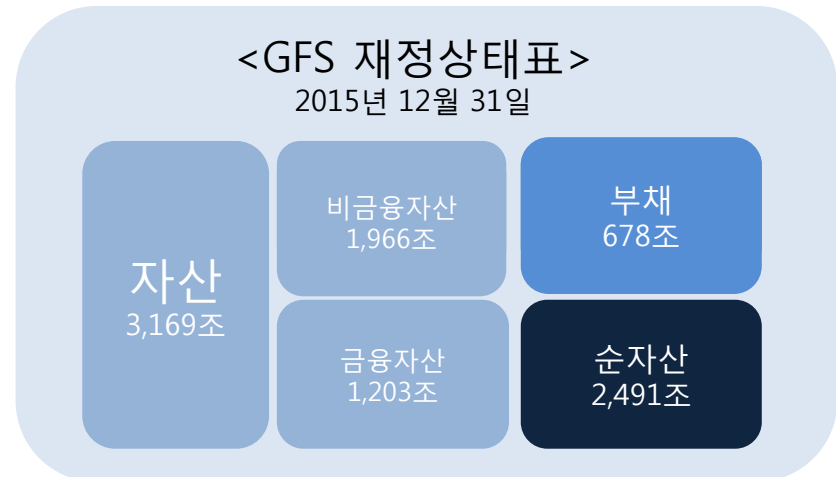 <GFS 재정상태표>
2015년 12월 31일
자산
3,169조
비금융자산
1,966조
금융자산
1,203조
부채
678조
순자산
2,491조